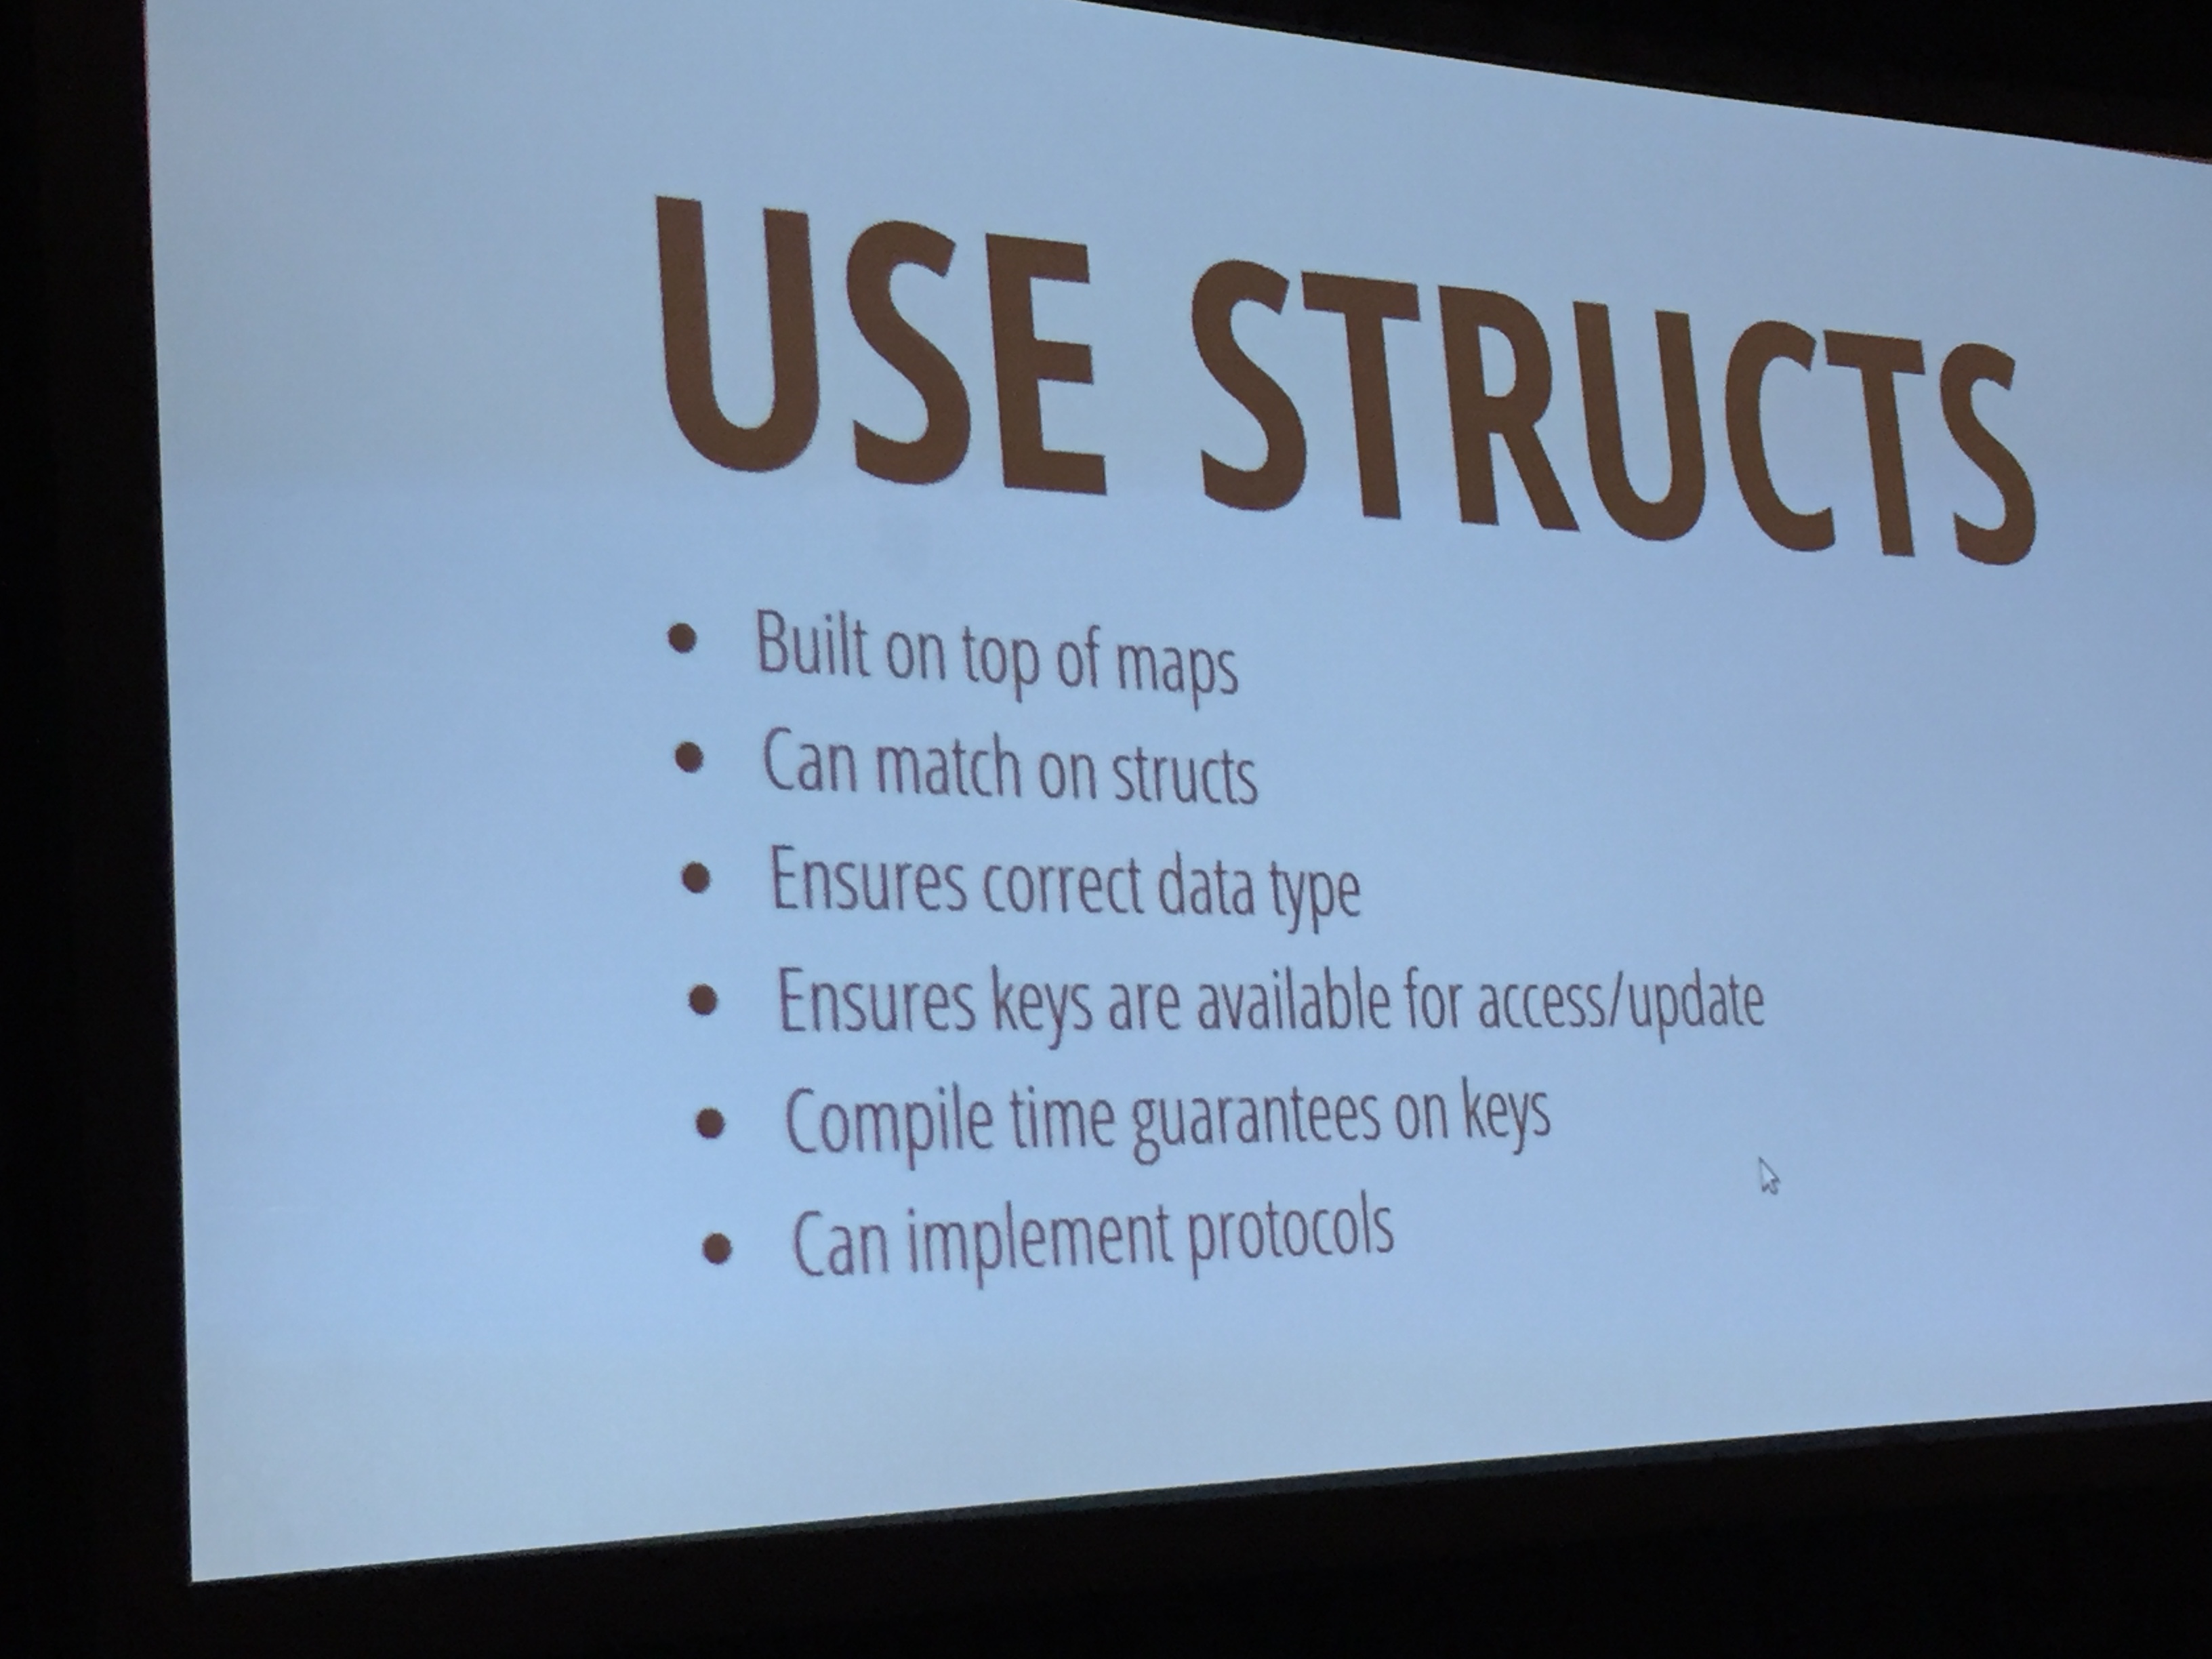 USE STRUCTS
• Built on top of maps
• Can match on structs
• Ensures correct data type
• Ensures keys are available for access/update
• Compile time guarantees on keys
• Can implement protocols